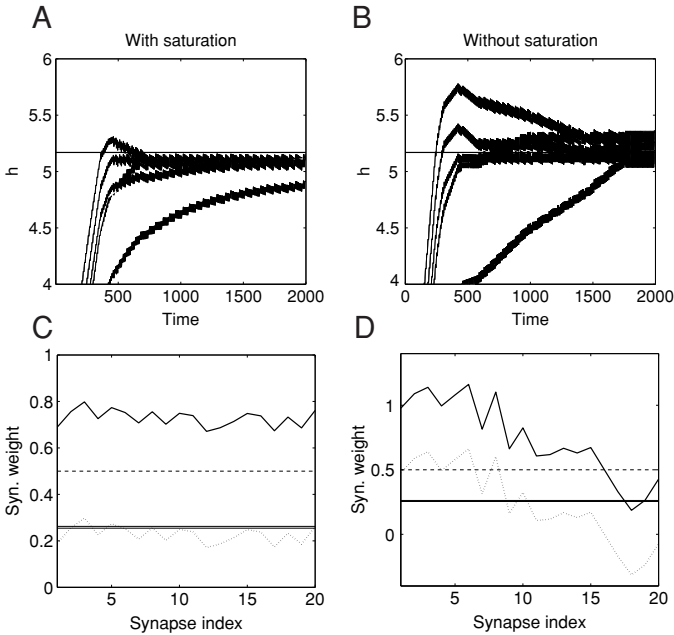 A
B
With saturation
Without saturation
6
5.5
5
4.5
4
h
500
1000
1500
2000
Time
6
5.5
5
4.5
4
h
0
500
1000
1500
2000
Time
C
D
1
0.8
0.6
0.4
0.2
0
Syn. weight
5
10
15
20
Synapse index
1
0.5
0
Syn. weight
5
10
15
20
Synapse index